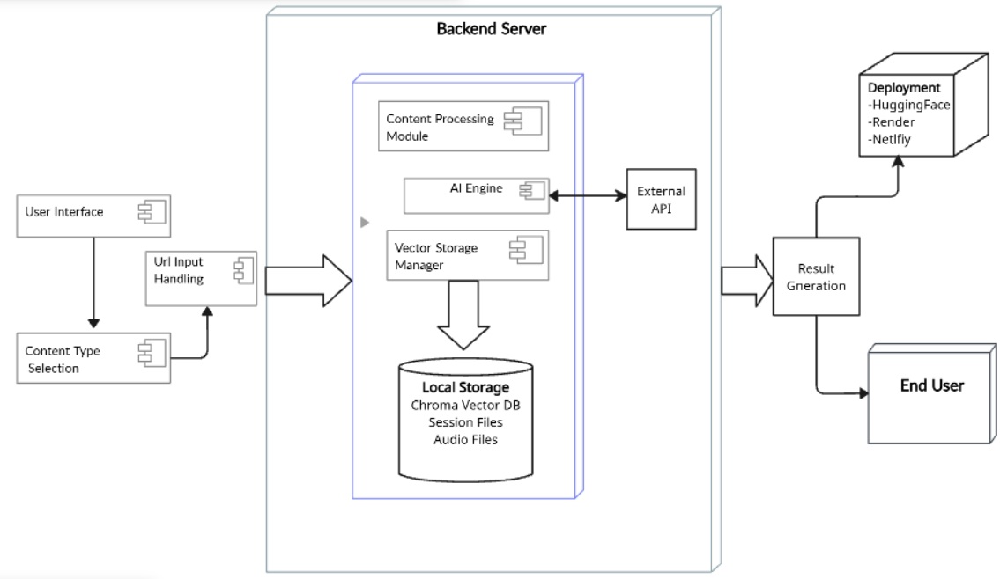 Backend Server
Content Processing
Module
AI Engine
External
API
Vector Storage
Manager
Local Storage
Chroma Vector DB
Session Files
Audio Files
User Interface
Url Input
Handling
Content Type
Selection
Deployment
-HuggingFace
-Render
-Netlfiy
Result
Gneration
End User